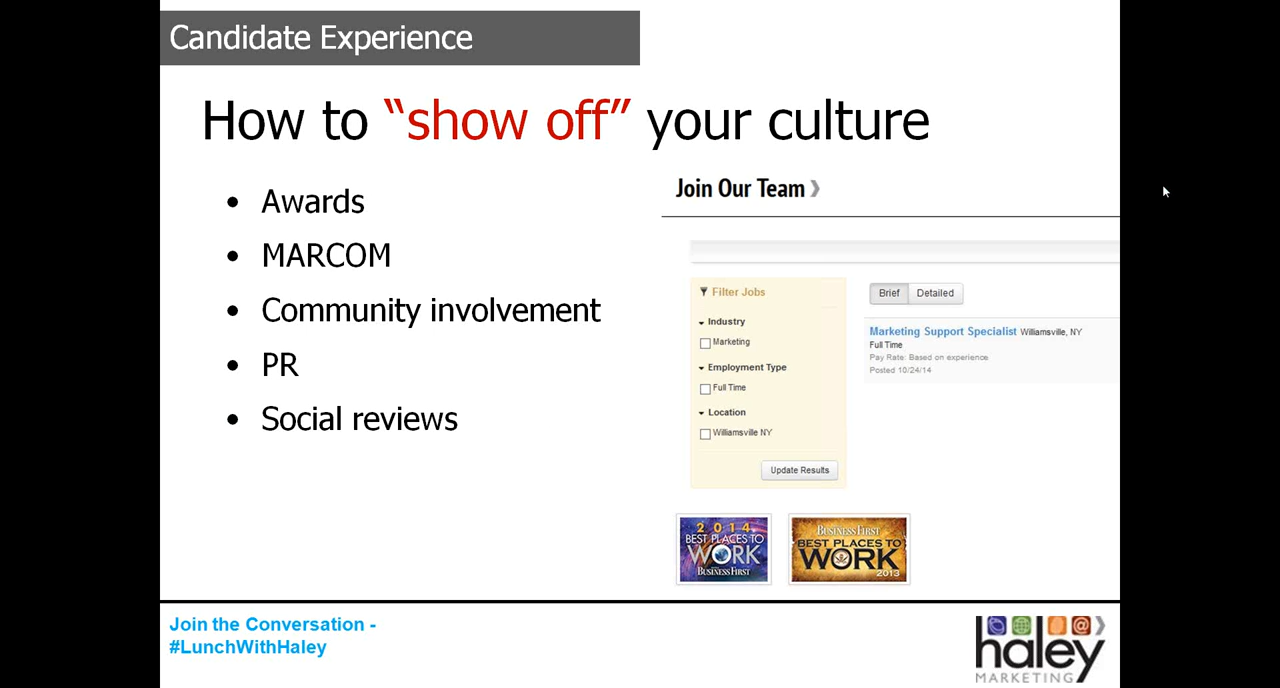 Candidate Experience
How to “show off” your culture
• Awards
• MARCOM
• Community involvement
• PR
• Social reviews
Join Our Team
Filter Jobs
Industry
Marketing
Employment Type
Full Time
Location
Williamsville NY
Update Results
Brief Detailed
Marketing Support Specialist Williamsville, NY
Full Time
Pay Rate: Based on experience
Posted 10/24/14
2014
BEST PLACES TO
WORK
BUSINESS FIRST
BUSINESS FIRST
BEST PLACES TO
WORK
2013
Join the Conversation -
#LunchWithHaley
haley
MARKETING